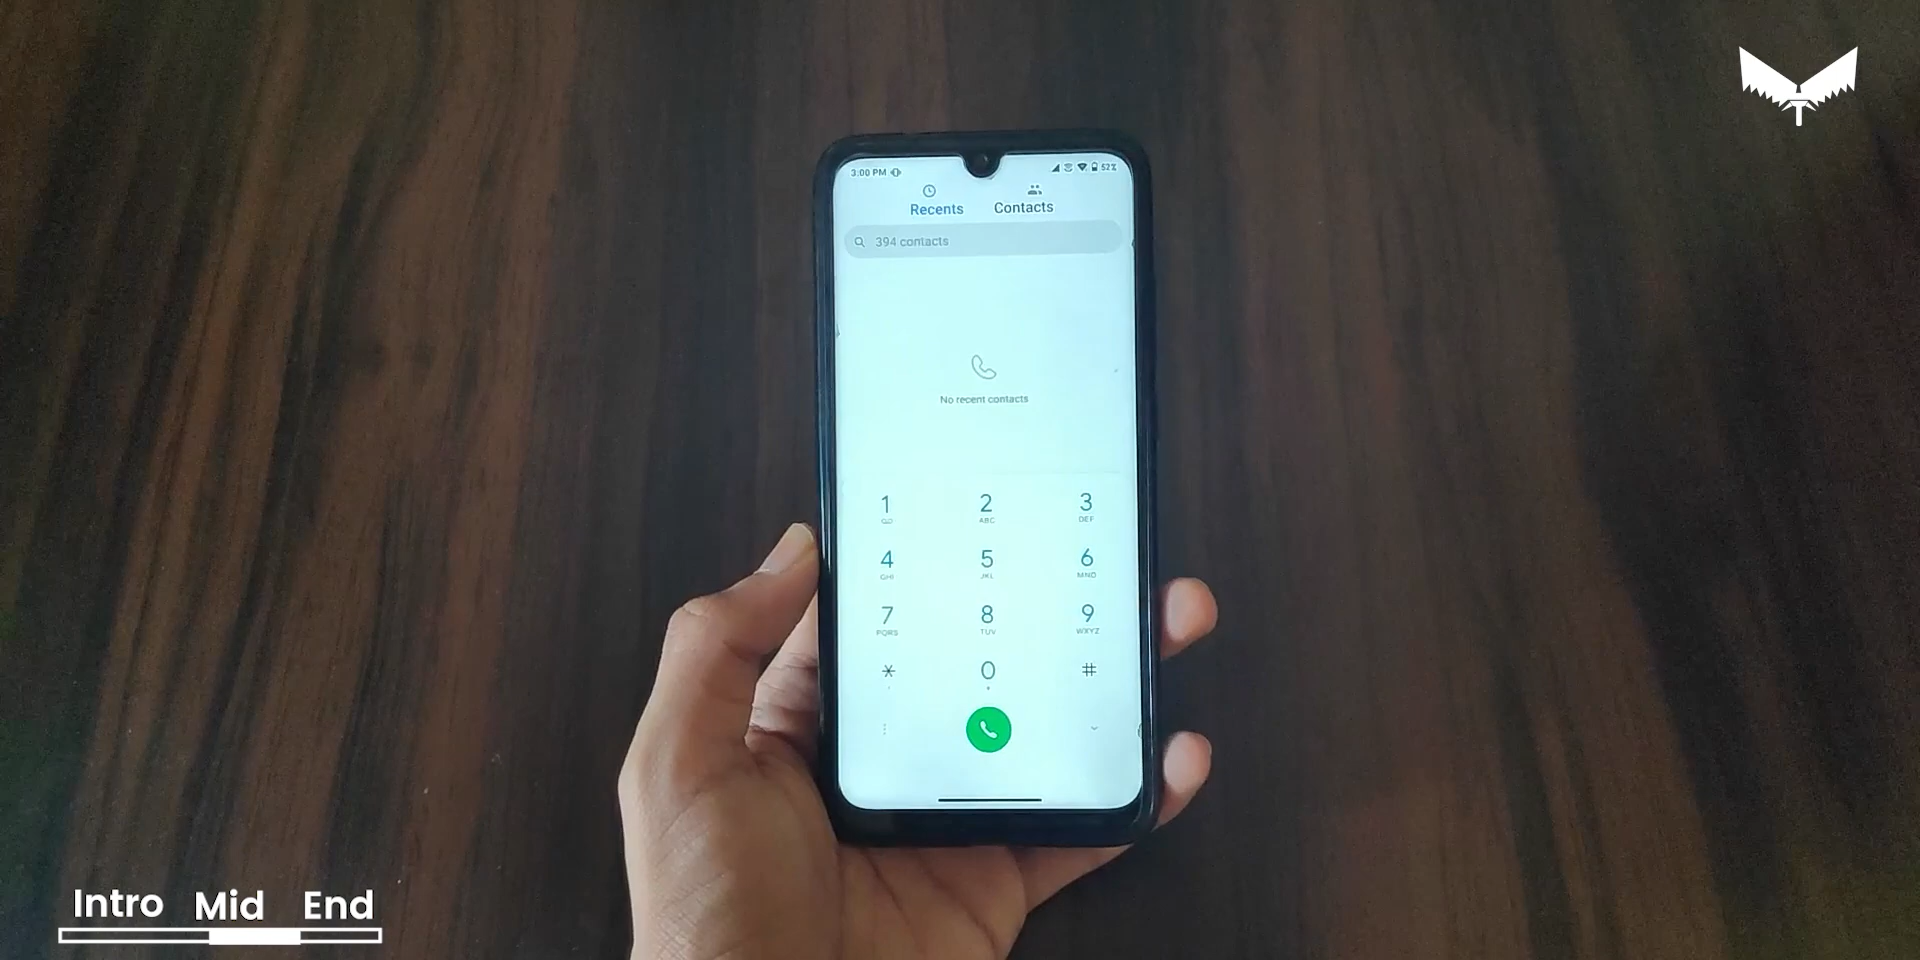 3:00 PM
52%
Recents Contacts
394 contacts
No recent contacts
1 2 3
ABC DEF
4 5 6
GHI JKL MNO
7 8 9
PQRS TUV WXYZ
* 0 #
Intro Mid End